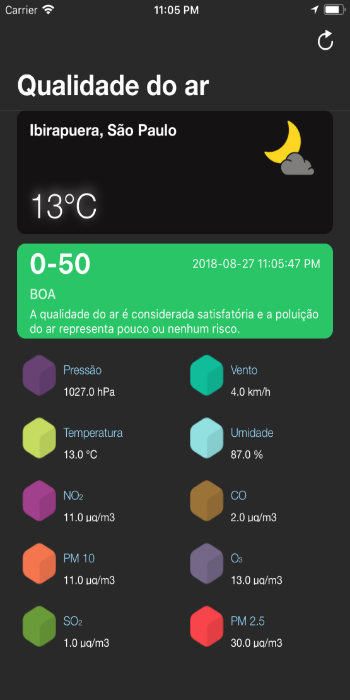 Carrier 11:05 PM
Qualidade do ar
Ibirapuera, São Paulo
13°C
0-50 2018-08-27 11:05:47 PM
BOA
A qualidade do ar é considerada satisfatória e a poluição
do ar representa pouco ou nenhum risco.
Pressão Vento
1027.0 hPa 4.0 km/h
Temperatura Umidade
13.0 °C 87.0 %
NO₂ CO
11.0 µg/m3 2.0 µg/m3
PM 10 O₃
11.0 µg/m3 13.0 µg/m3
SO₂ PM 2.5
1.0 µg/m3 30.0 µg/m3